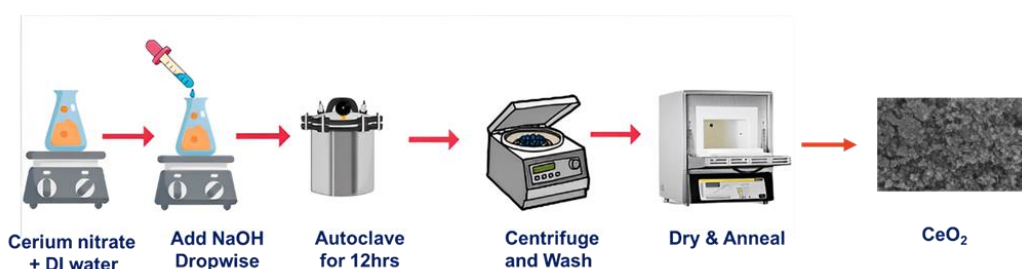 Cerium nitrate
+ DI water
Add NaOH
Dropwise
Autoclave
for 12hrs
Centrifuge
and Wash
Dry & Anneal
CeO₂